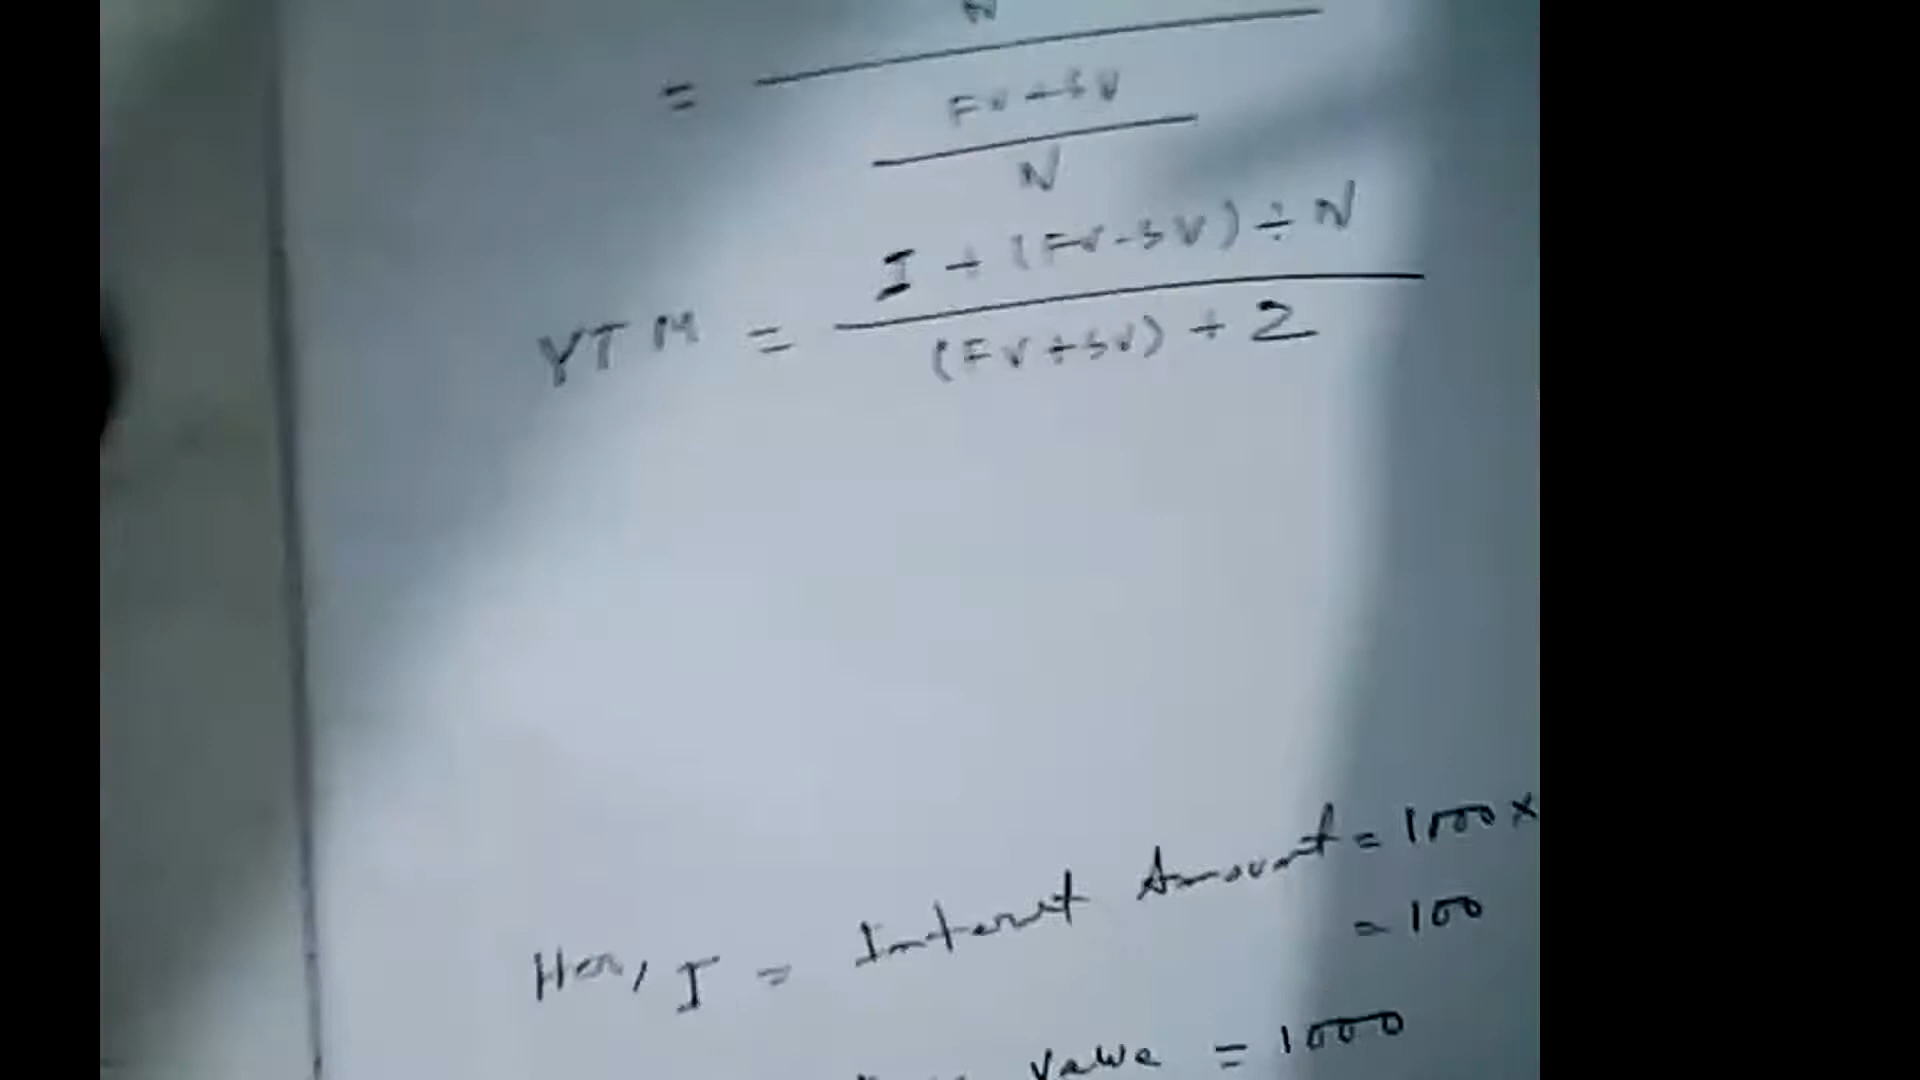 N
=
FV + SV
N
I + (FV - SV) ÷ N
YTM =
(FV + SV) ÷ 2
Here, I = Interest Amount = 1000 ×
= 100
Value = 1000